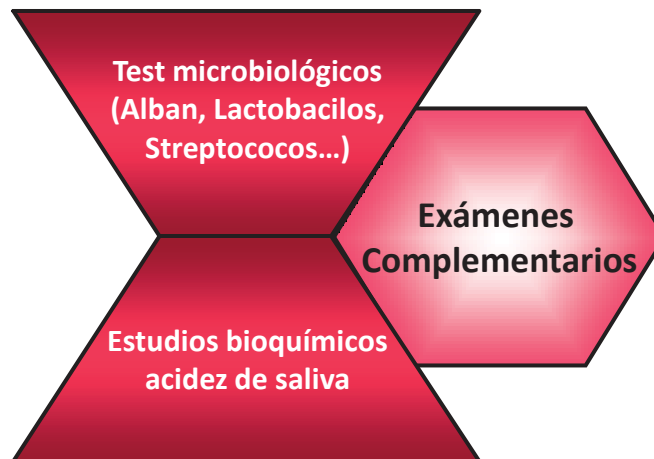 Test microbiológicos
(Alban, Lactobacilos,
Streptococos...)
Exámenes
Complementarios
Estudios bioquímicos
acidez de saliva